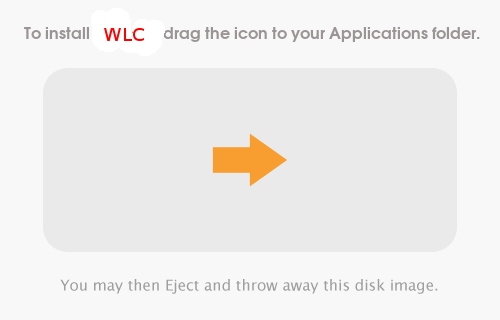 To install WLC drag the icon to your Applications folder.
You may then Eject and throw away this disk image.